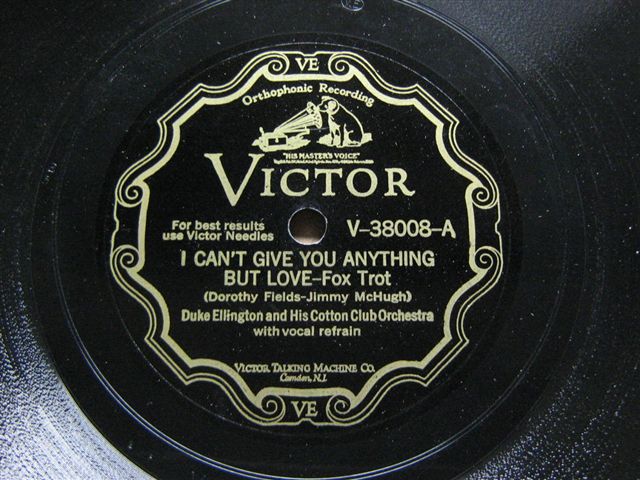 VE
Orthophonic Recording
"HIS MASTER'S VOICE"
VICTOR
For best results
use Victor Needles
V-38008-A
I CAN'T GIVE YOU ANYTHING
BUT LOVE-Fox Trot
(Dorothy Fields-Jimmy McHugh)
Duke Ellington and His Cotton Club Orchestra
with vocal refrain
VICTOR TALKING MACHINE CO.
Camden, N.J.
VE